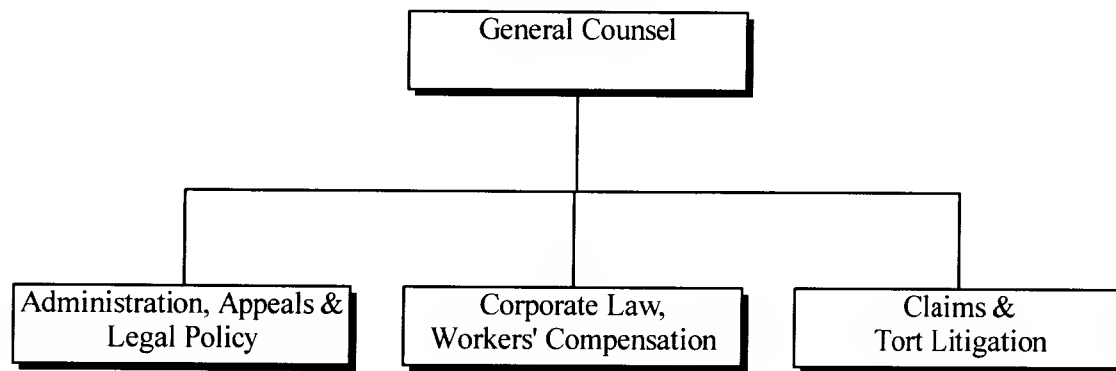 General Counsel
Administration, Appeals &
Legal Policy
Corporate Law,
Workers' Compensation
Claims &
Tort Litigation